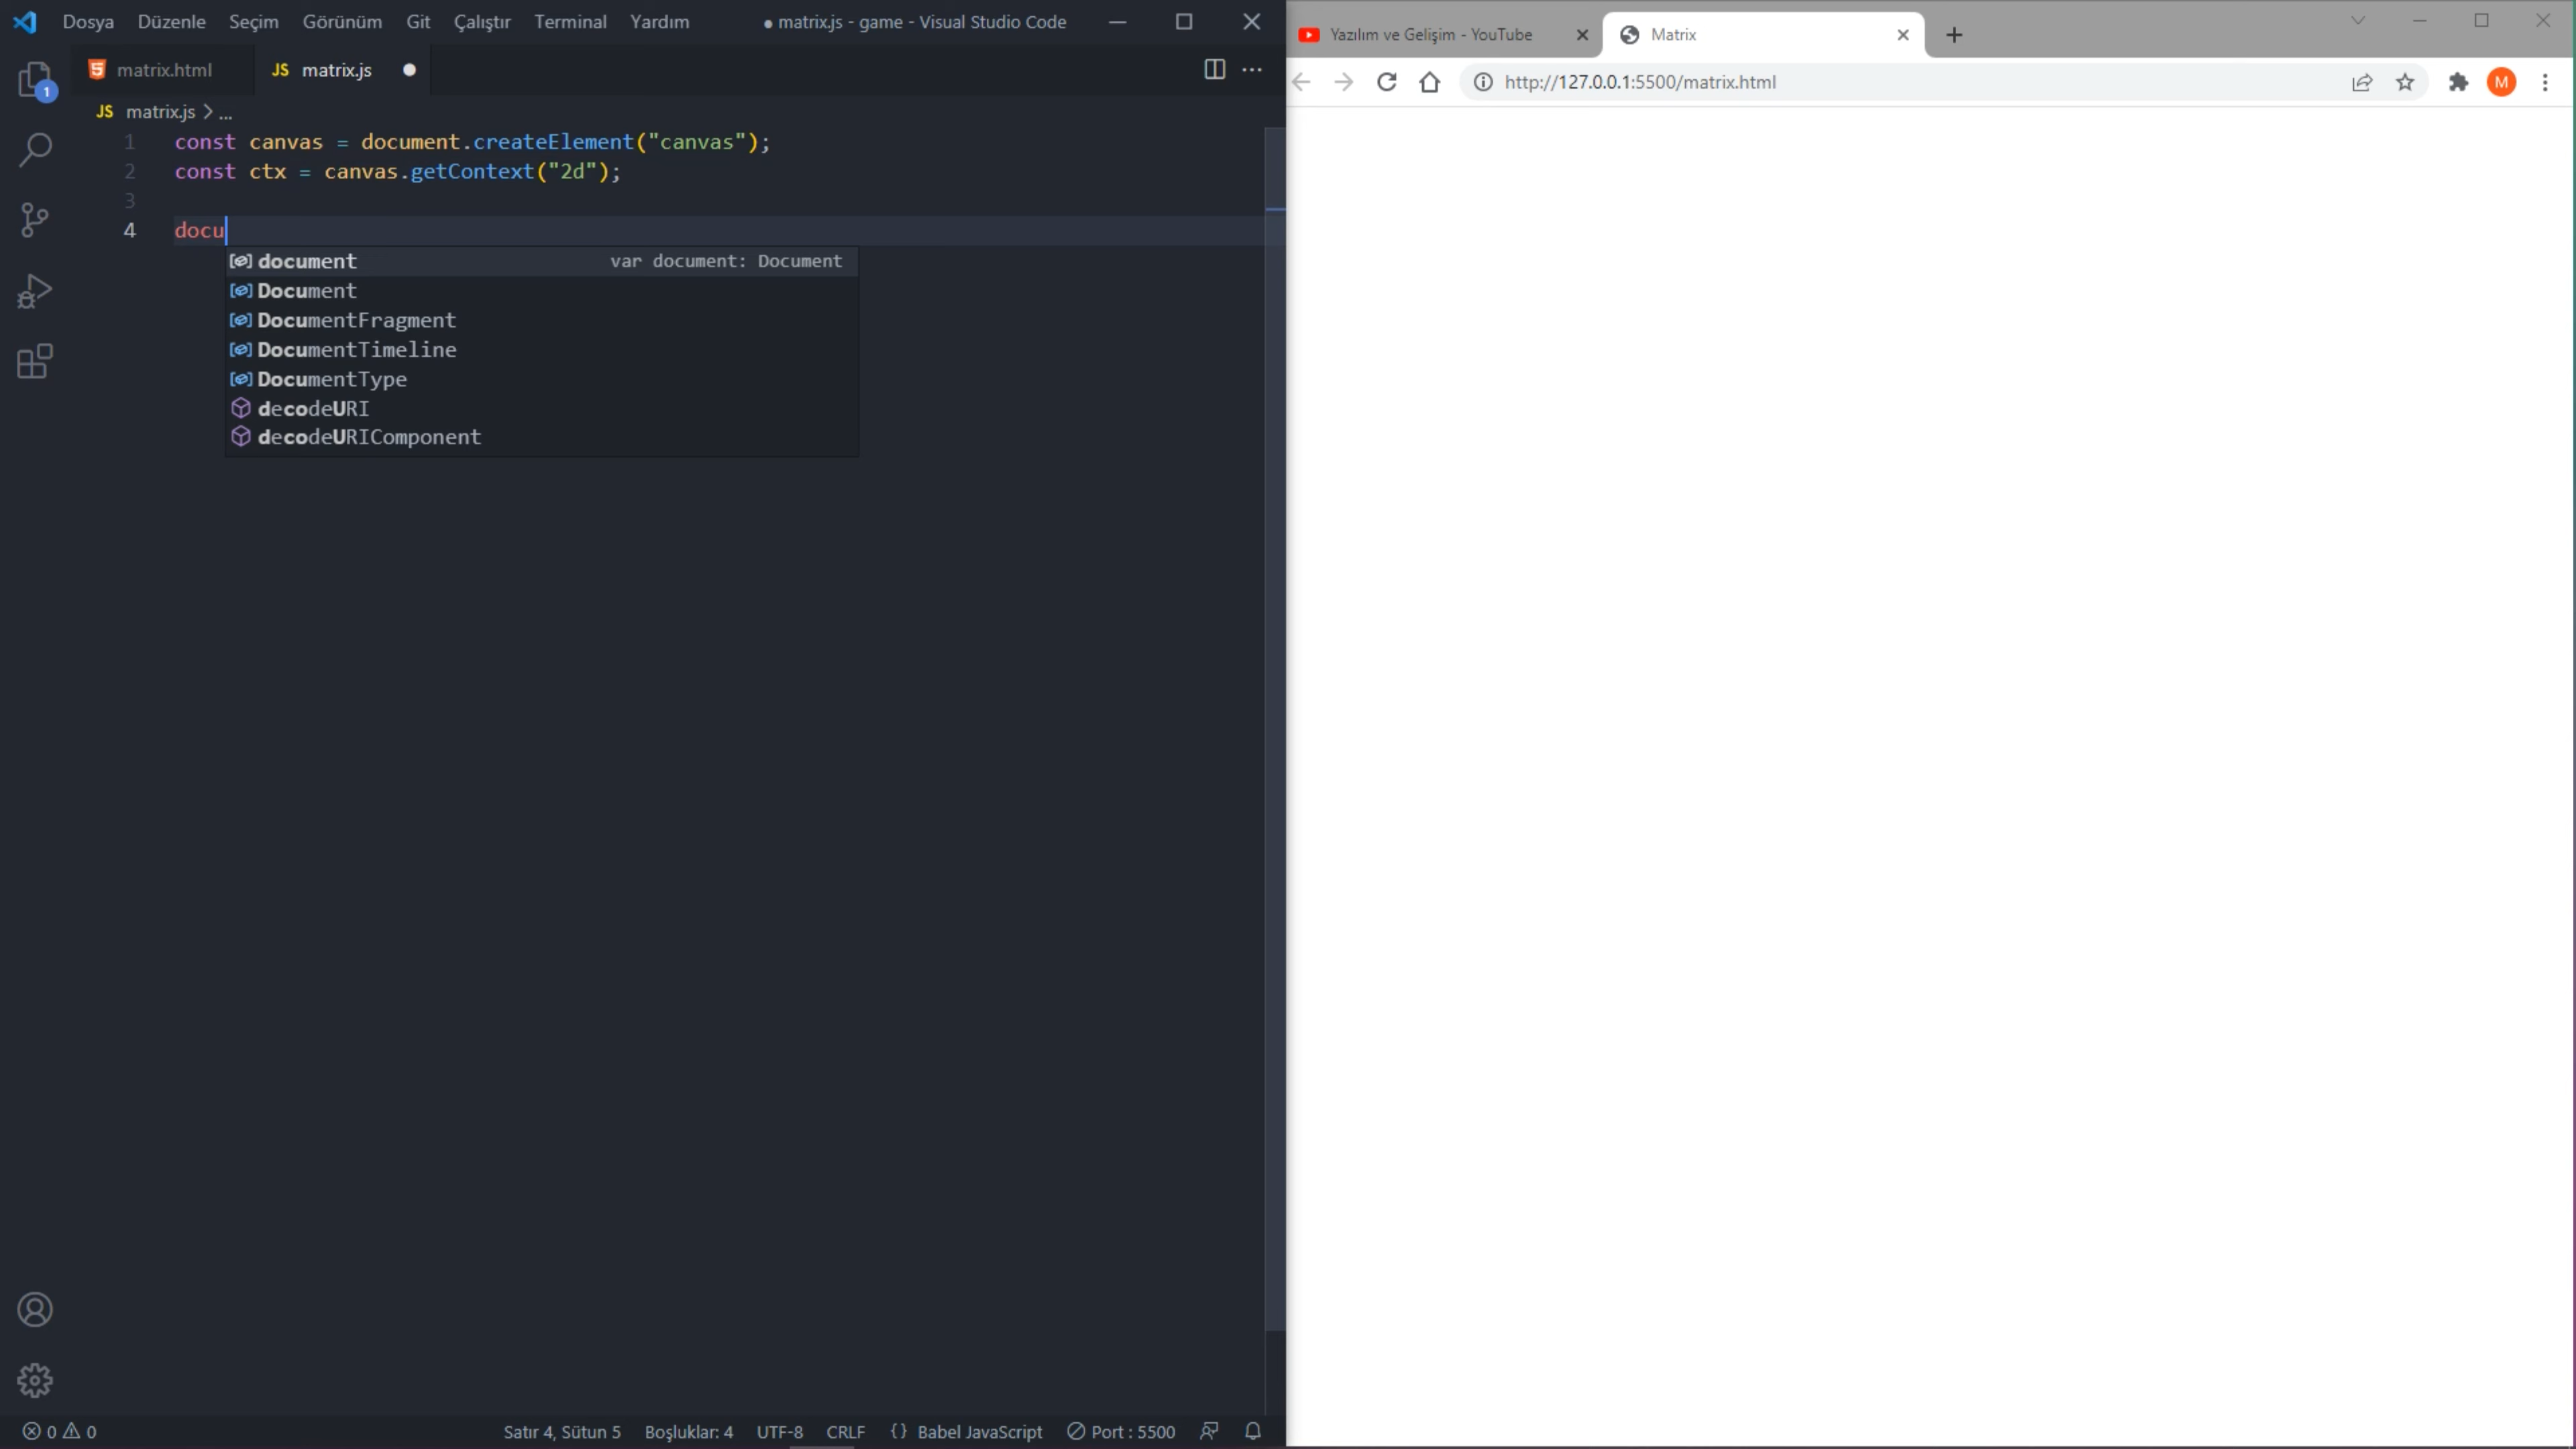 Dosya Düzenle Seçim Görünüm Git Çalıştır Terminal Yardım ● matrix.js - game - Visual Studio Code
matrix.html JS matrix.js
JS matrix.js > ...
1 const canvas = document.createElement("canvas");
2 const ctx = canvas.getContext("2d");
3
4 docu
document var document: Document
Document
DocumentFragment
DocumentTimeline
DocumentType
decodeURI
decodeURIComponent
1
0 0 Satır 4, Sütun 5 Boşluklar: 4 UTF-8 CRLF {} Babel JavaScript Port : 5500
Yazılım ve Gelişim - YouTube Matrix
http://127.0.0.1:5500/matrix.html M